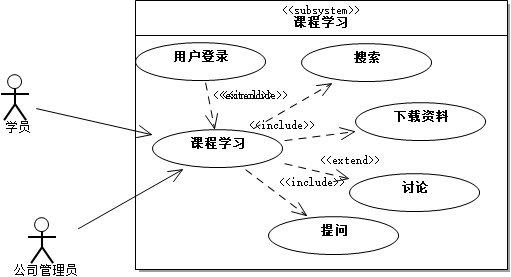 <<subsystem>>
课程学习
用户登录
搜索
<<include>>
下载资料
<<include>>
学员
课程学习
<<extend>>
讨论
<<include>>
提问
公司管理员